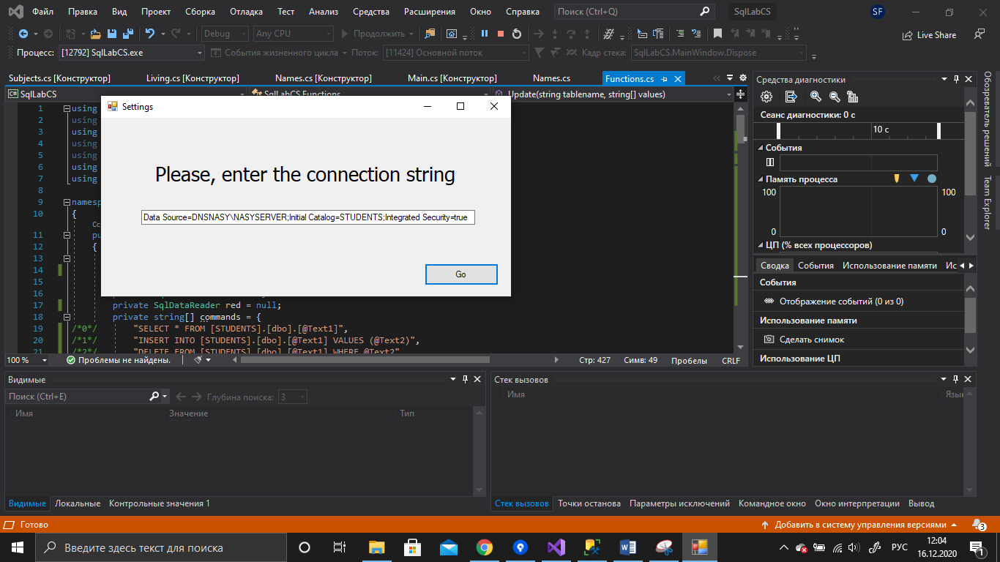 Файл Правка Вид Проект Сборка Отладка Тест Анализ Средства Расширения Окно Справка Поиск (Ctrl+Q) SqlLabCS SF
Debug Any CPU Продолжить Live Share
Процесс: [12792] SqlLabCS.exe События жизненного цикла Поток: [11424] Основной поток Кадр стека: SqlLabCS.MainWindow.Dispose
Subjects.cs [Конструктор] Living.cs [Конструктор] Names.cs [Конструктор] Main.cs [Конструктор] Names.cs Functions.cs
SqlLabCS SqlLabCS.Functions Update(string tablename, string[] values)
Settings
Please, enter the connection string
Data Source=DNSNASY\NASYSERVER;Initial Catalog=STUDENTS;Integrated Security=true
Go
1 using
2 using
3 using
4 using
5 using
6 using
7 using
8
9 namesp
10 {
Сс
11 pu
12 {
13
14
15
16
17 private SqlDataReader red = null;
18 private string[] commands = {
19 /*0*/ "SELECT * FROM [STUDENTS].[dbo].[@Text1]",
20 /*1*/ "INSERT INTO [STUDENTS].[dbo].[@Text1] VALUES (@Text2)",
21 /*2*/ "DELETE FROM [STUDENTS].[dbo].[@Text1] WHERE @Text2"
100 % Проблемы не найдены. Стр: 427 Симв: 49 Пробелы CRLF
Средства диагностики
Сеанс диагностики: 0 с
10 с
События
Память процесса
100 100
0 0
ЦП (% всех процессоров)
Сводка События Использование памяти Ис
События
Отображение событий (0 из 0)
Использование памяти
Сделать снимок
Использование ЦП
Обозреватель решений
Team Explorer
Видимые
Поиск (Ctrl+E) Глубина поиска: 3
Имя Значение Тип
Видимые Локальные Контрольные значения 1
Стек вызовов
Имя Язы
Стек вызовов Точки останова Параметры исключений Командное окно Окно интерпретации Вывод
Готово Добавить в систему управления версиями 3
Введите здесь текст для поиска РУС 12:04
16.12.2020 1